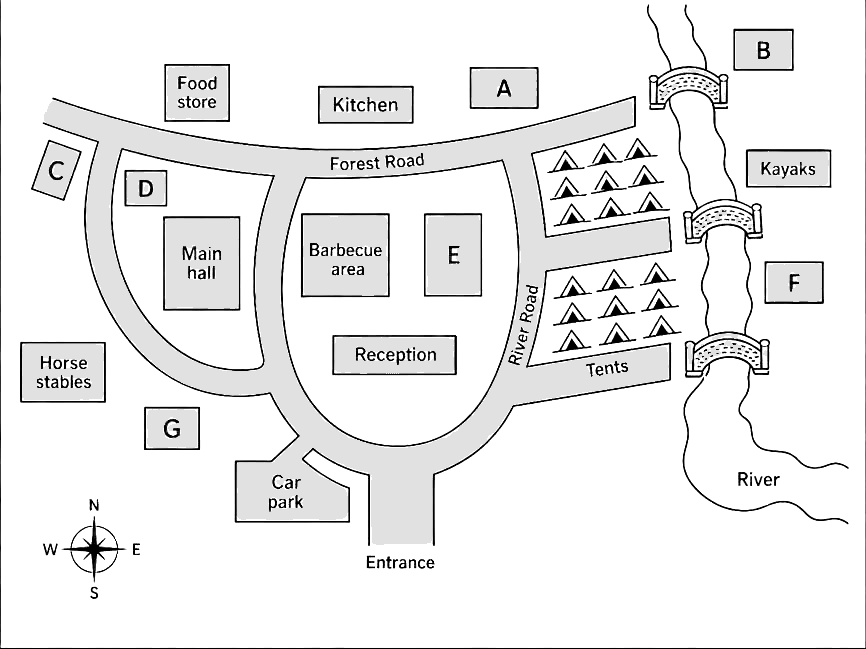 B
Food
store
Kitchen
A
C
D
Forest Road
Kayaks
Main
hall
Barbecue
area
E
F
River Road
Reception
Horse
stables
Tents
G
Car
park
River
N
W E
S
Entrance